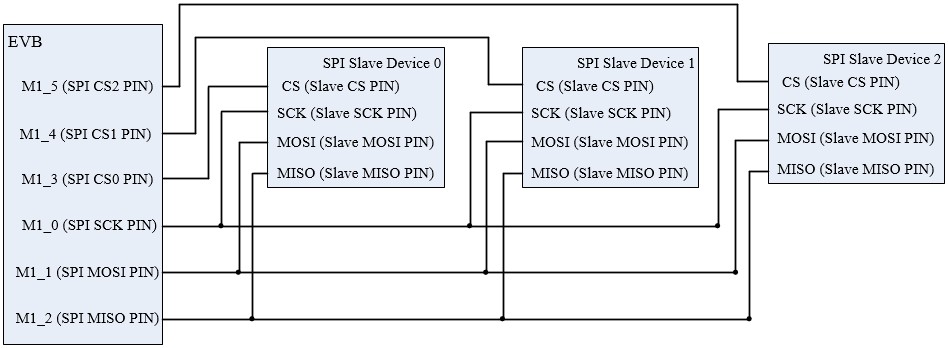 EVB
M1_5 (SPI CS2 PIN)
M1_4 (SPI CS1 PIN)
M1_3 (SPI CS0 PIN)
M1_0 (SPI SCK PIN)
M1_1 (SPI MOSI PIN)
M1_2 (SPI MISO PIN)
SPI Slave Device 0
CS (Slave CS PIN)
SCK (Slave SCK PIN)
MOSI (Slave MOSI PIN)
MISO (Slave MISO PIN)
SPI Slave Device 1
CS (Slave CS PIN)
SCK (Slave SCK PIN)
MOSI (Slave MOSI PIN)
MISO (Slave MISO PIN)
SPI Slave Device 2
CS (Slave CS PIN)
SCK (Slave SCK PIN)
MOSI (Slave MOSI PIN)
MISO (Slave MISO PIN)